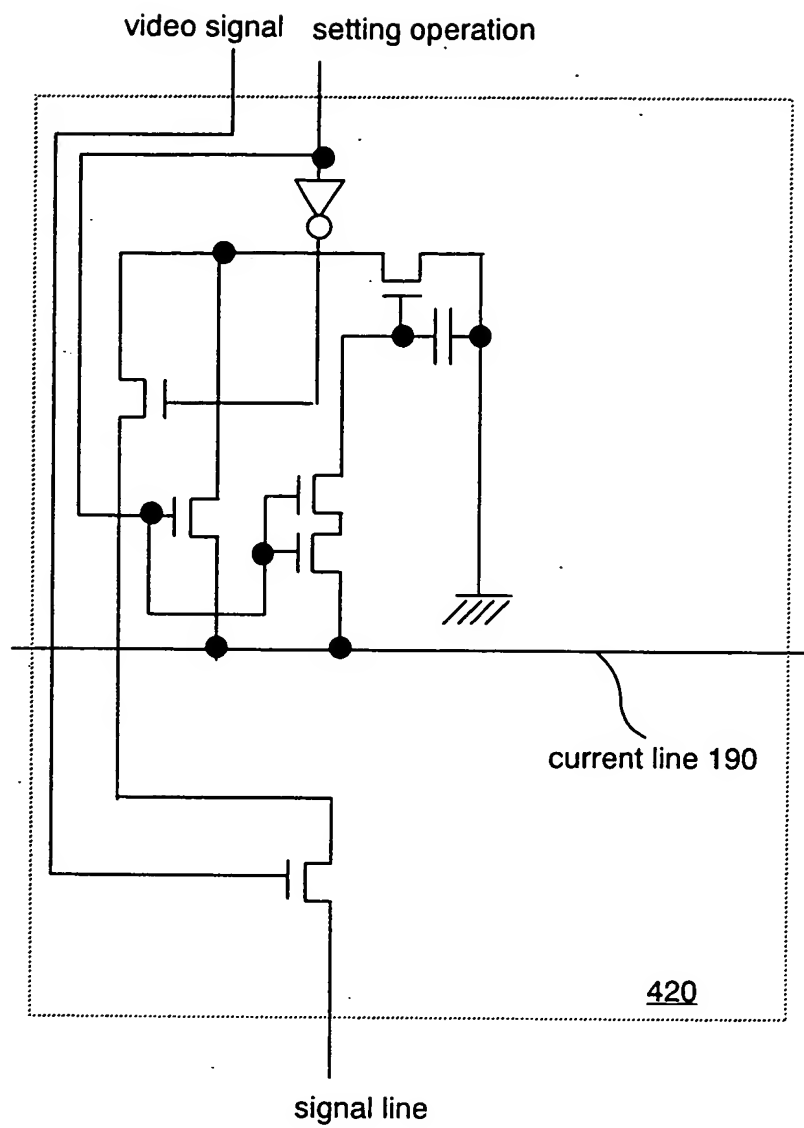 video signal
setting operation
current line 190
420
signal line